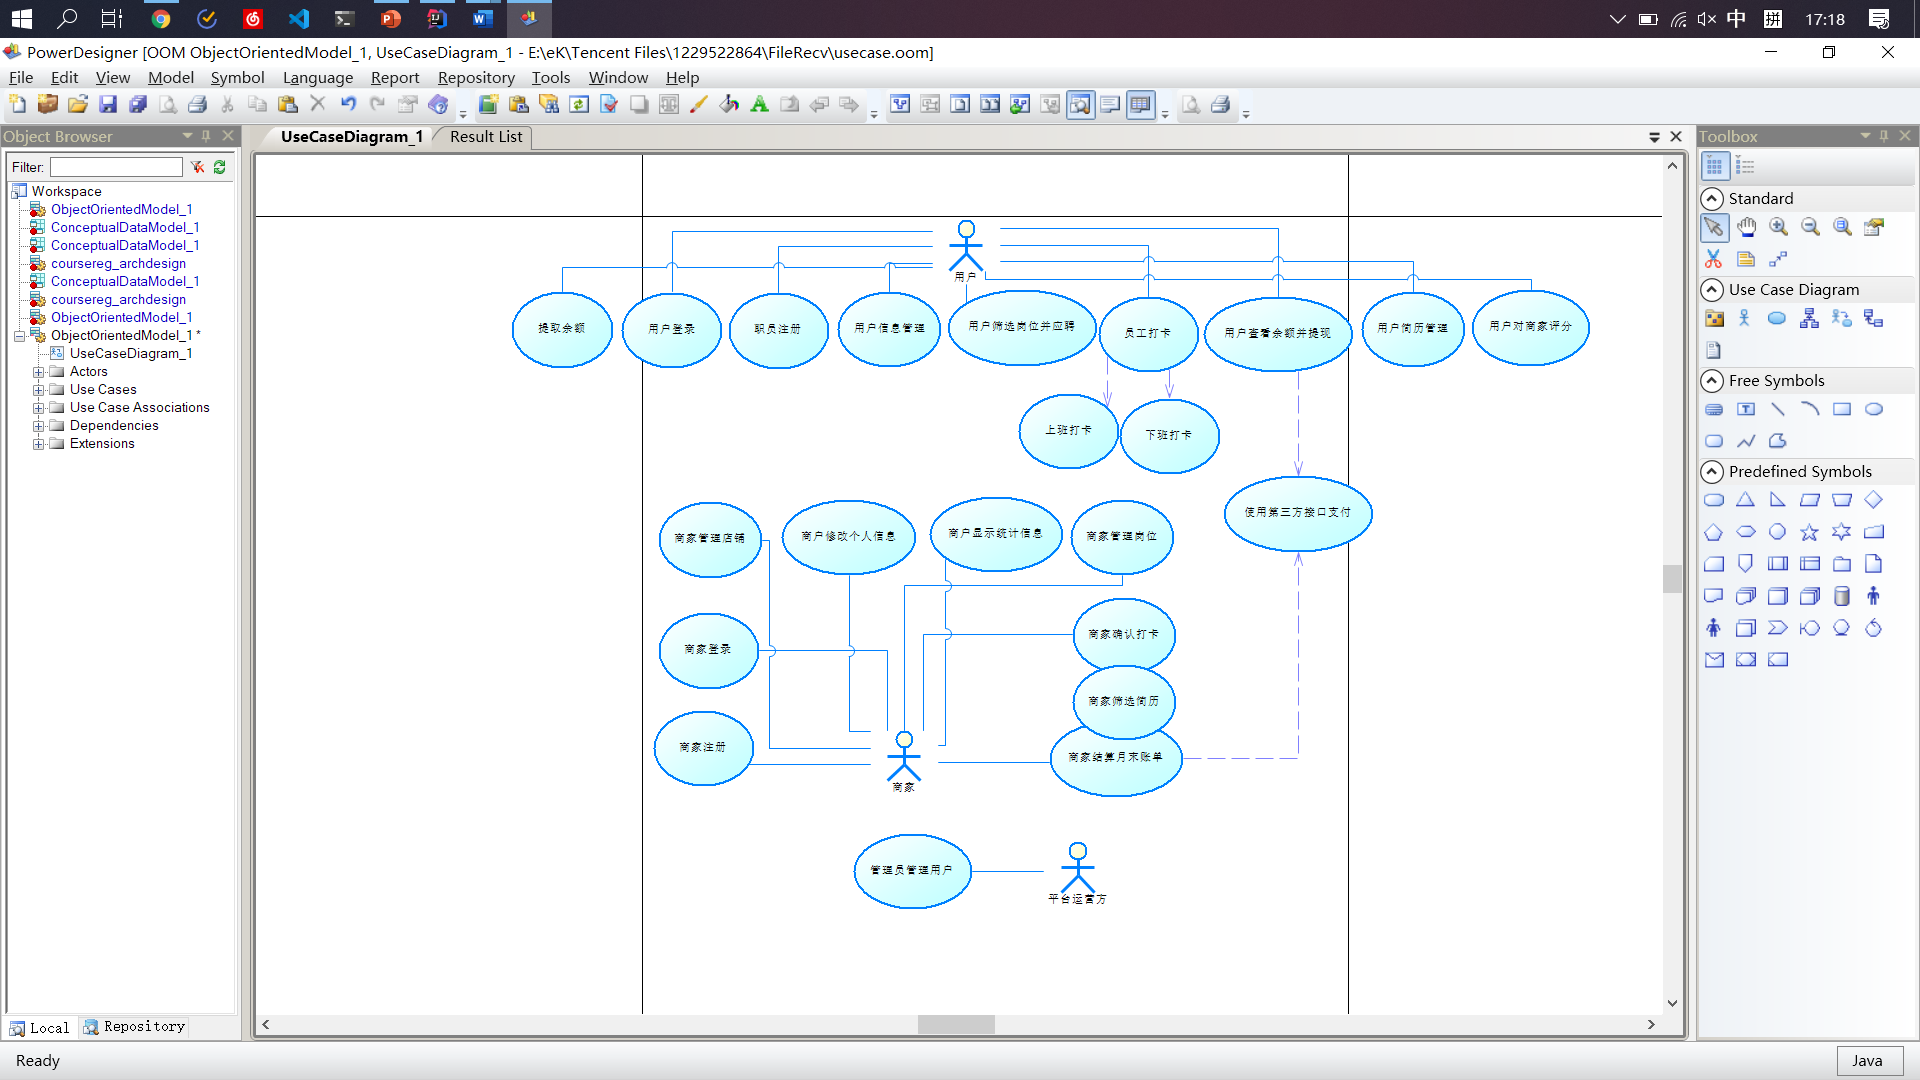 中
拼
17:18
PowerDesigner [OOM ObjectOrientedModel_1, UseCaseDiagram_1 - E:\eK\Tencent Files\1229522864\FileRecv\usecase.oom]
File Edit View Model Symbol Language Report Repository Tools Window Help
Object Browser
UseCaseDiagram_1
Result List
Toolbox
Filter:
Workspace
ObjectOrientedModel_1
ConceptualDataModel_1
ConceptualDataModel_1
coursereg_archdesign
ConceptualDataModel_1
coursereg_archdesign
ObjectOrientedModel_1
ObjectOrientedModel_1 *
UseCaseDiagram_1
Actors
Use Cases
Use Case Associations
Dependencies
Extensions
Local
Repository
用户
提取余额
用户登录
职员注册
用户信息管理
用户筛选岗位并应聘
员工打卡
用户查看余额并提现
用户简历管理
用户对商家评分
上班打卡
下班打卡
使用第三方接口支付
商家管理店铺
商户修改个人信息
商户显示统计信息
商家管理岗位
商家登录
商家确认打卡
商家筛选简历
商家注册
商家结算月末账单
商家
管理员管理用户
平台运营方
Standard
Use Case Diagram
Free Symbols
Predefined Symbols
Ready
Java